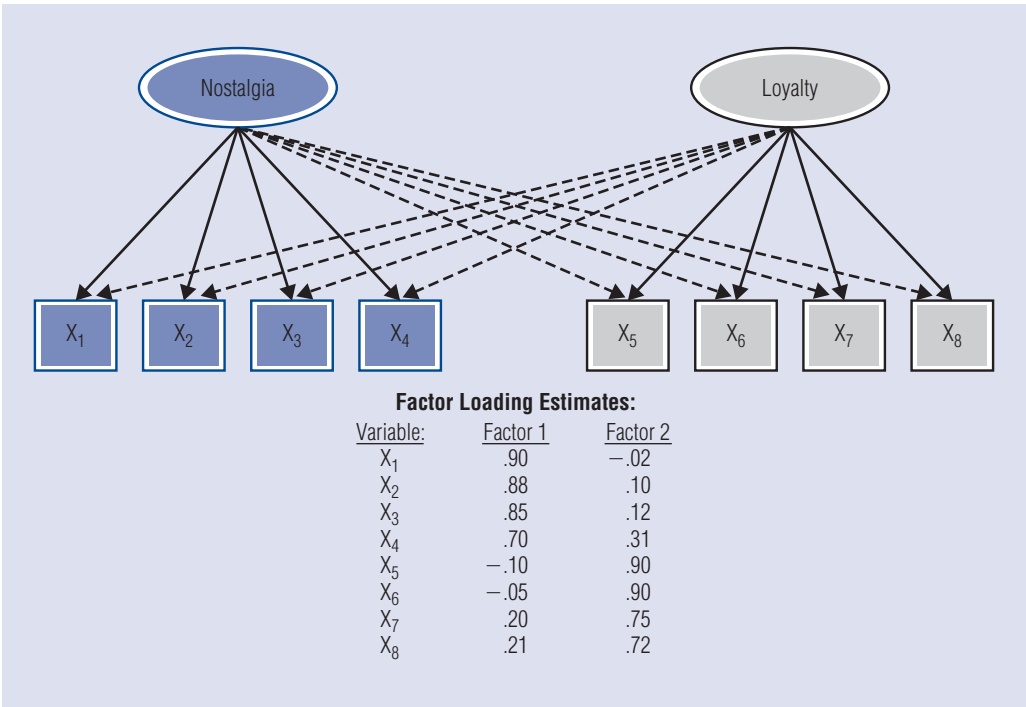 Nostalgia Loyalty
X₁ X₂ X₃ X₄ X₅ X₆ X₇ X₈
Factor Loading Estimates:
Variable: Factor 1 Factor 2
X₁ .90 −.02
X₂ .88 .10
X₃ .85 .12
X₄ .70 .31
X₅ −.10 .90
X₆ −.05 .90
X₇ .20 .75
X₈ .21 .72